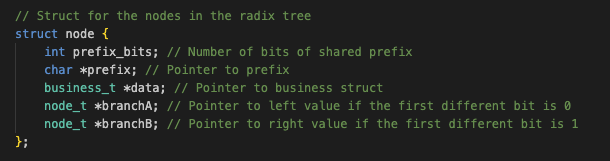 // Struct for the nodes in the radix tree
struct node {
    int prefix_bits; // Number of bits of shared prefix
    char *prefix; // Pointer to prefix
    business_t *data; // Pointer to business struct
    node_t *branchA; // Pointer to left value if the first different bit is 0
    node_t *branchB; // Pointer to right value if the first different bit is 1
};